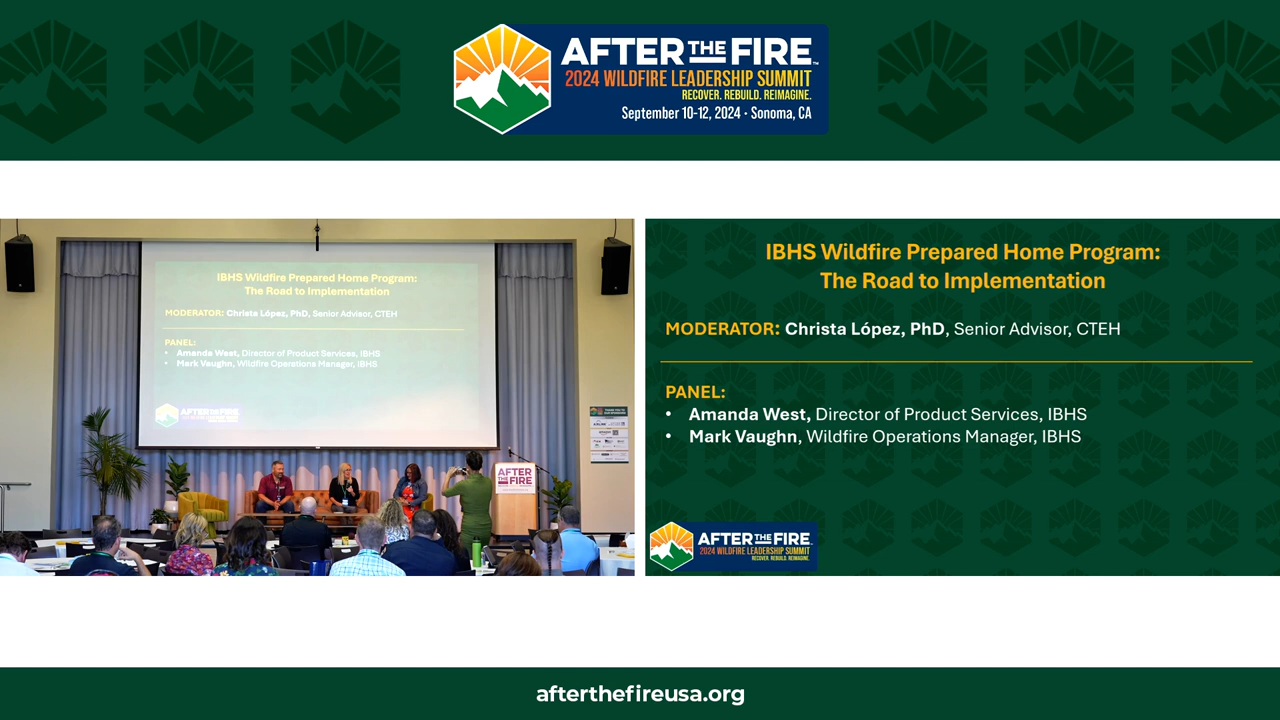 AFTER THE FIRE™
2024 WILDFIRE LEADERSHIP SUMMIT
RECOVER. REBUILD. REIMAGINE.
September 10-12, 2024 · Sonoma, CA
IBHS Wildfire Prepared Home Program:
The Road to Implementation
MODERATOR: Christa López, PhD, Senior Advisor, CTEH
PANEL:
• Amanda West, Director of Product Services, IBHS
• Mark Vaughn, Wildfire Operations Manager, IBHS
AFTER THE FIRE
AFTER
THE
FIRE
IBHS Wildfire Prepared Home Program:
The Road to Implementation
MODERATOR: Christa López, PhD, Senior Advisor, CTEH
PANEL:
• Amanda West, Director of Product Services, IBHS
• Mark Vaughn, Wildfire Operations Manager, IBHS
AFTER THE FIRE
2024 WILDFIRE LEADERSHIP SUMMIT
RECOVER. REBUILD. REIMAGINE.
afterthefireusa.org